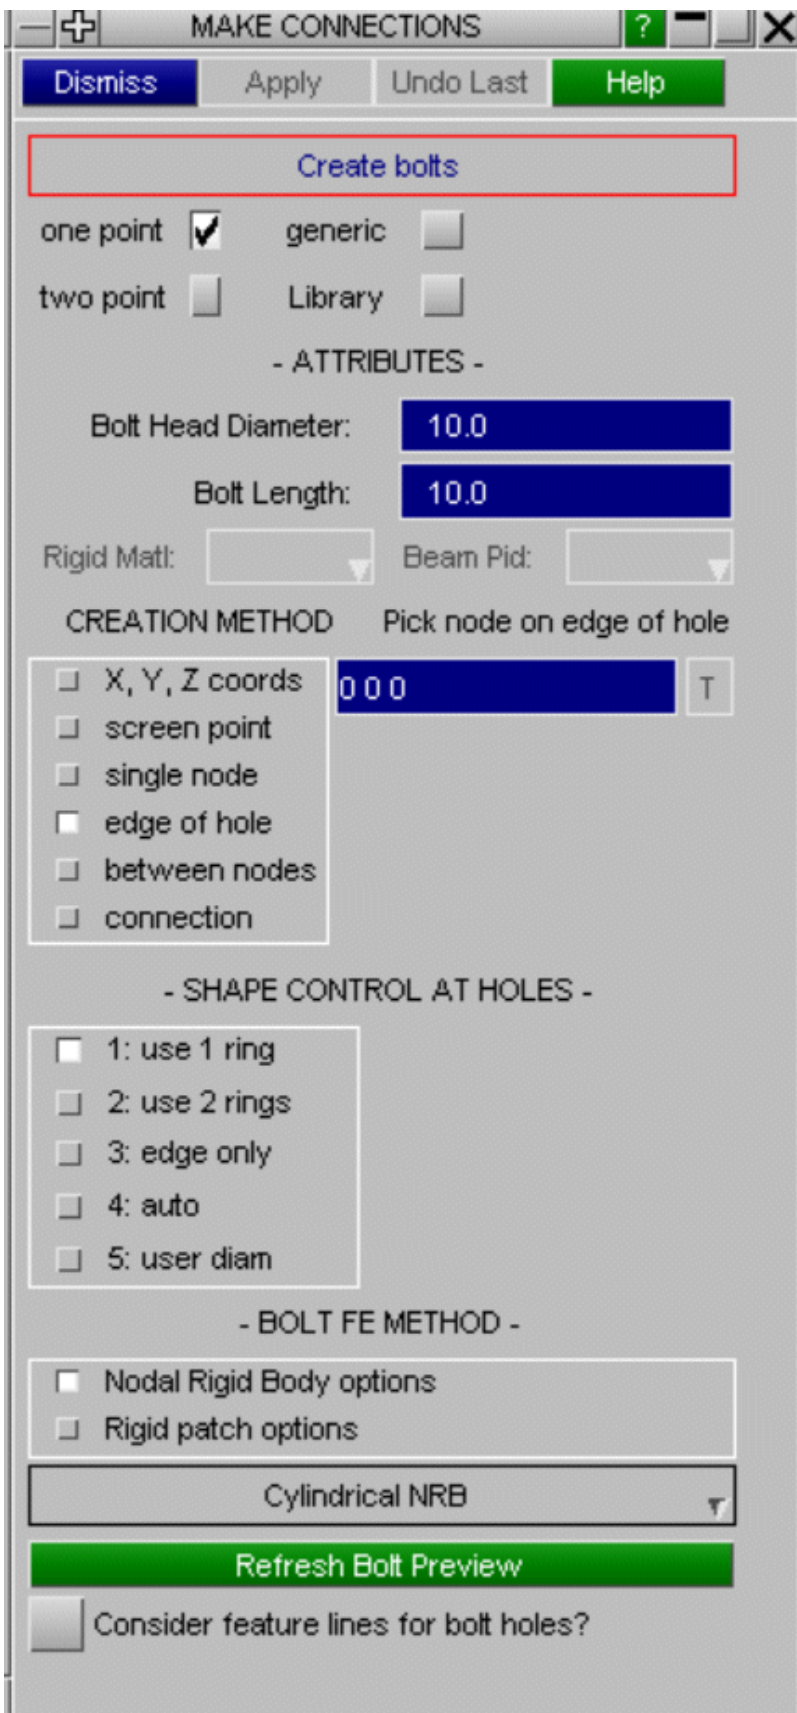 MAKE CONNECTIONS ?
Dismiss Apply Undo Last Help
Create bolts
one point generic
two point Library
- ATTRIBUTES -
Bolt Head Diameter: 10.0
Bolt Length: 10.0
Rigid Matl: Beam Pid:
CREATION METHOD Pick node on edge of hole
X, Y, Z coords 0 0 0 T
screen point
single node
edge of hole
between nodes
connection
- SHAPE CONTROL AT HOLES -
1: use 1 ring
2: use 2 rings
3: edge only
4: auto
5: user diam
- BOLT FE METHOD -
Nodal Rigid Body options
Rigid patch options
Cylindrical NRB
Refresh Bolt Preview
Consider feature lines for bolt holes?